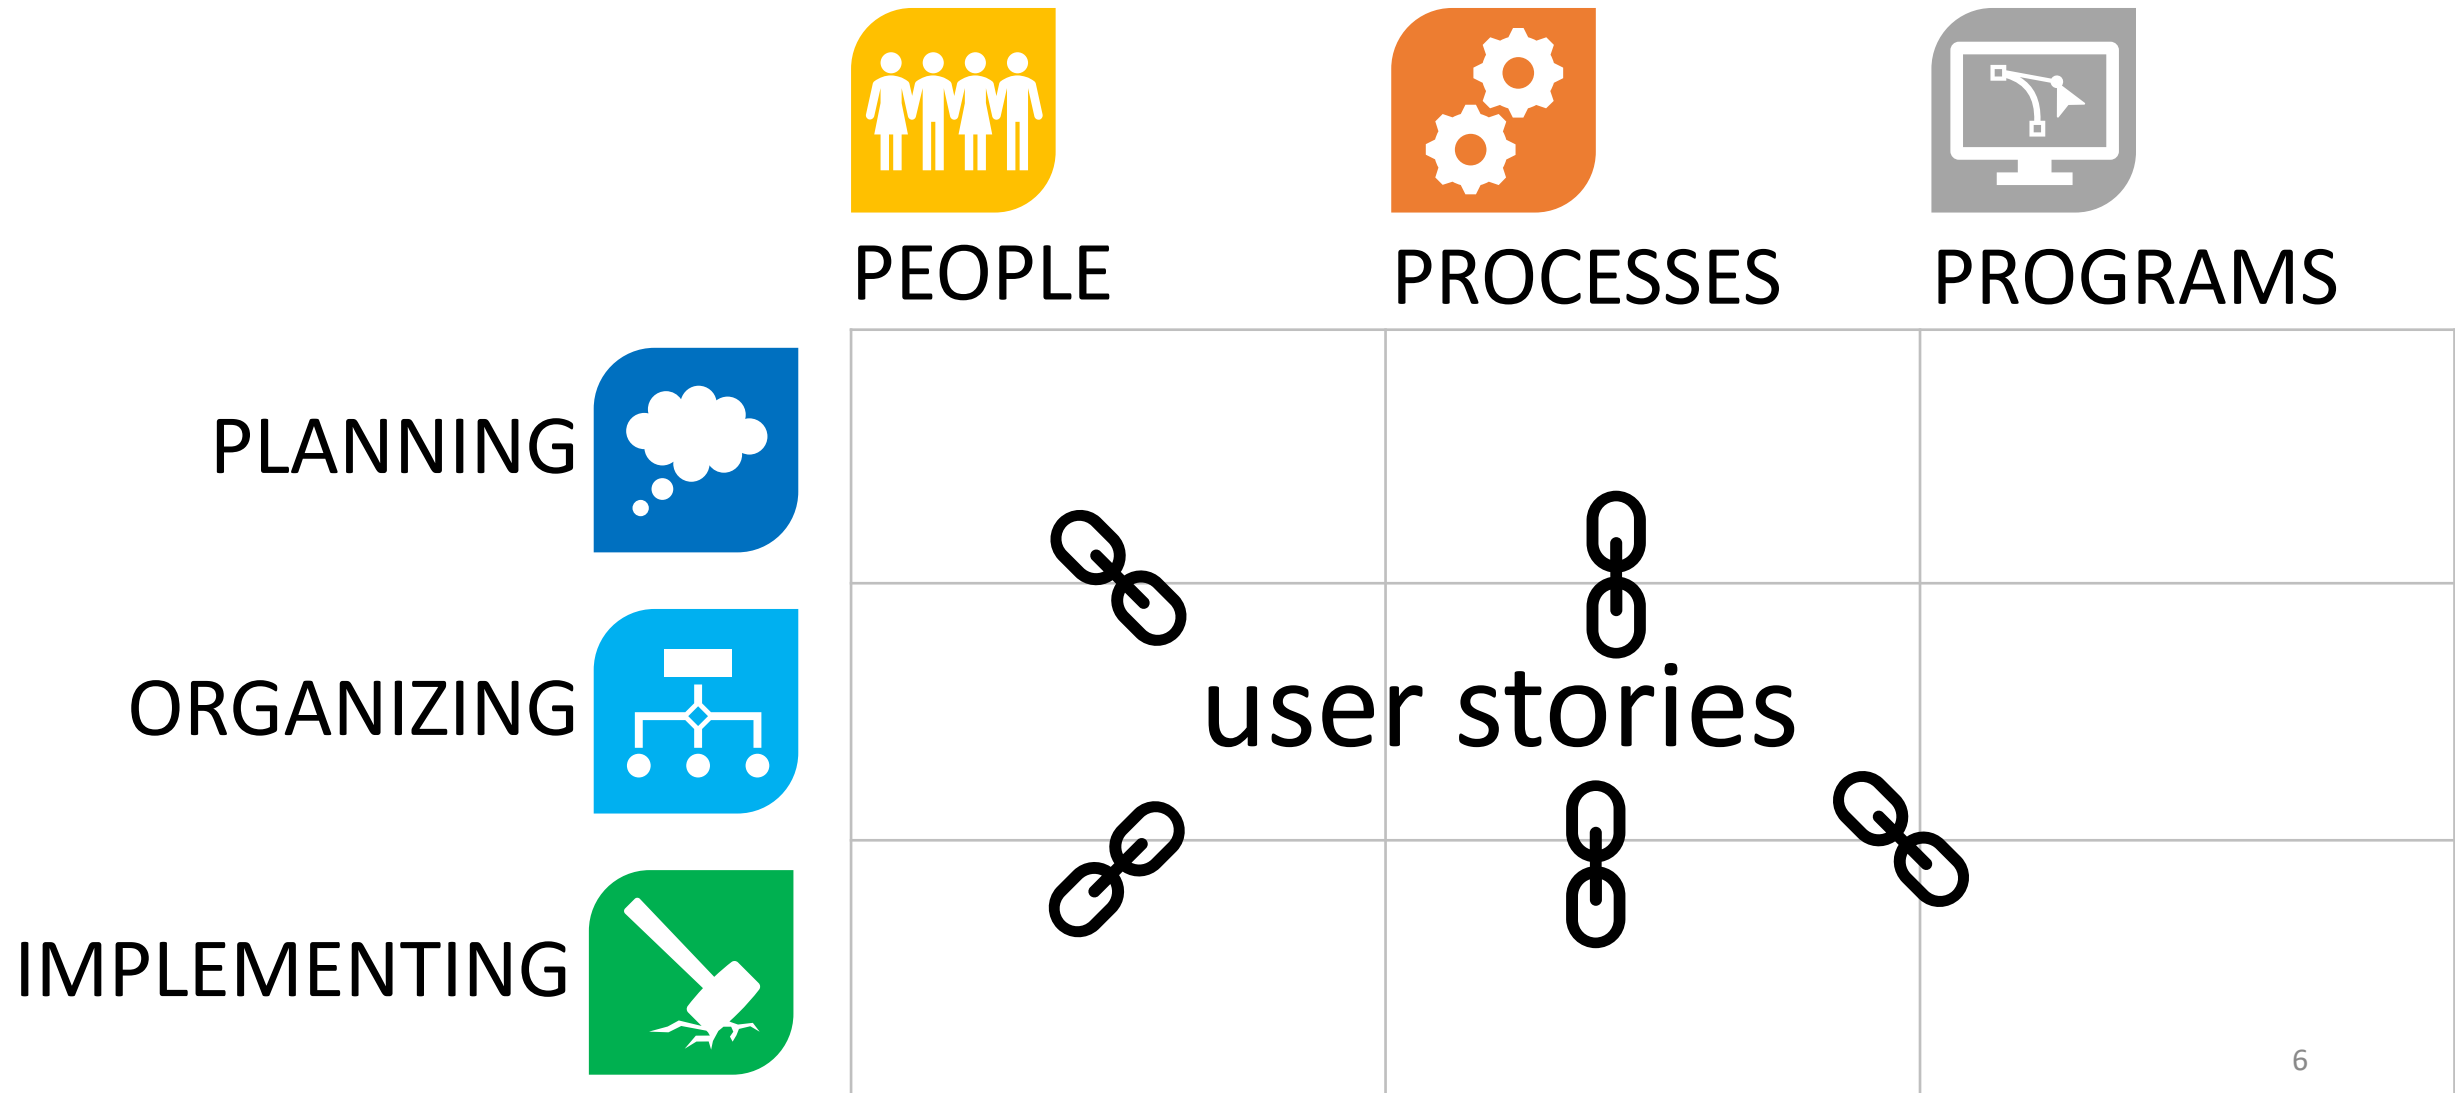 PEOPLE PROCESSES PROGRAMS
PLANNING
ORGANIZING
user stories
IMPLEMENTING
6